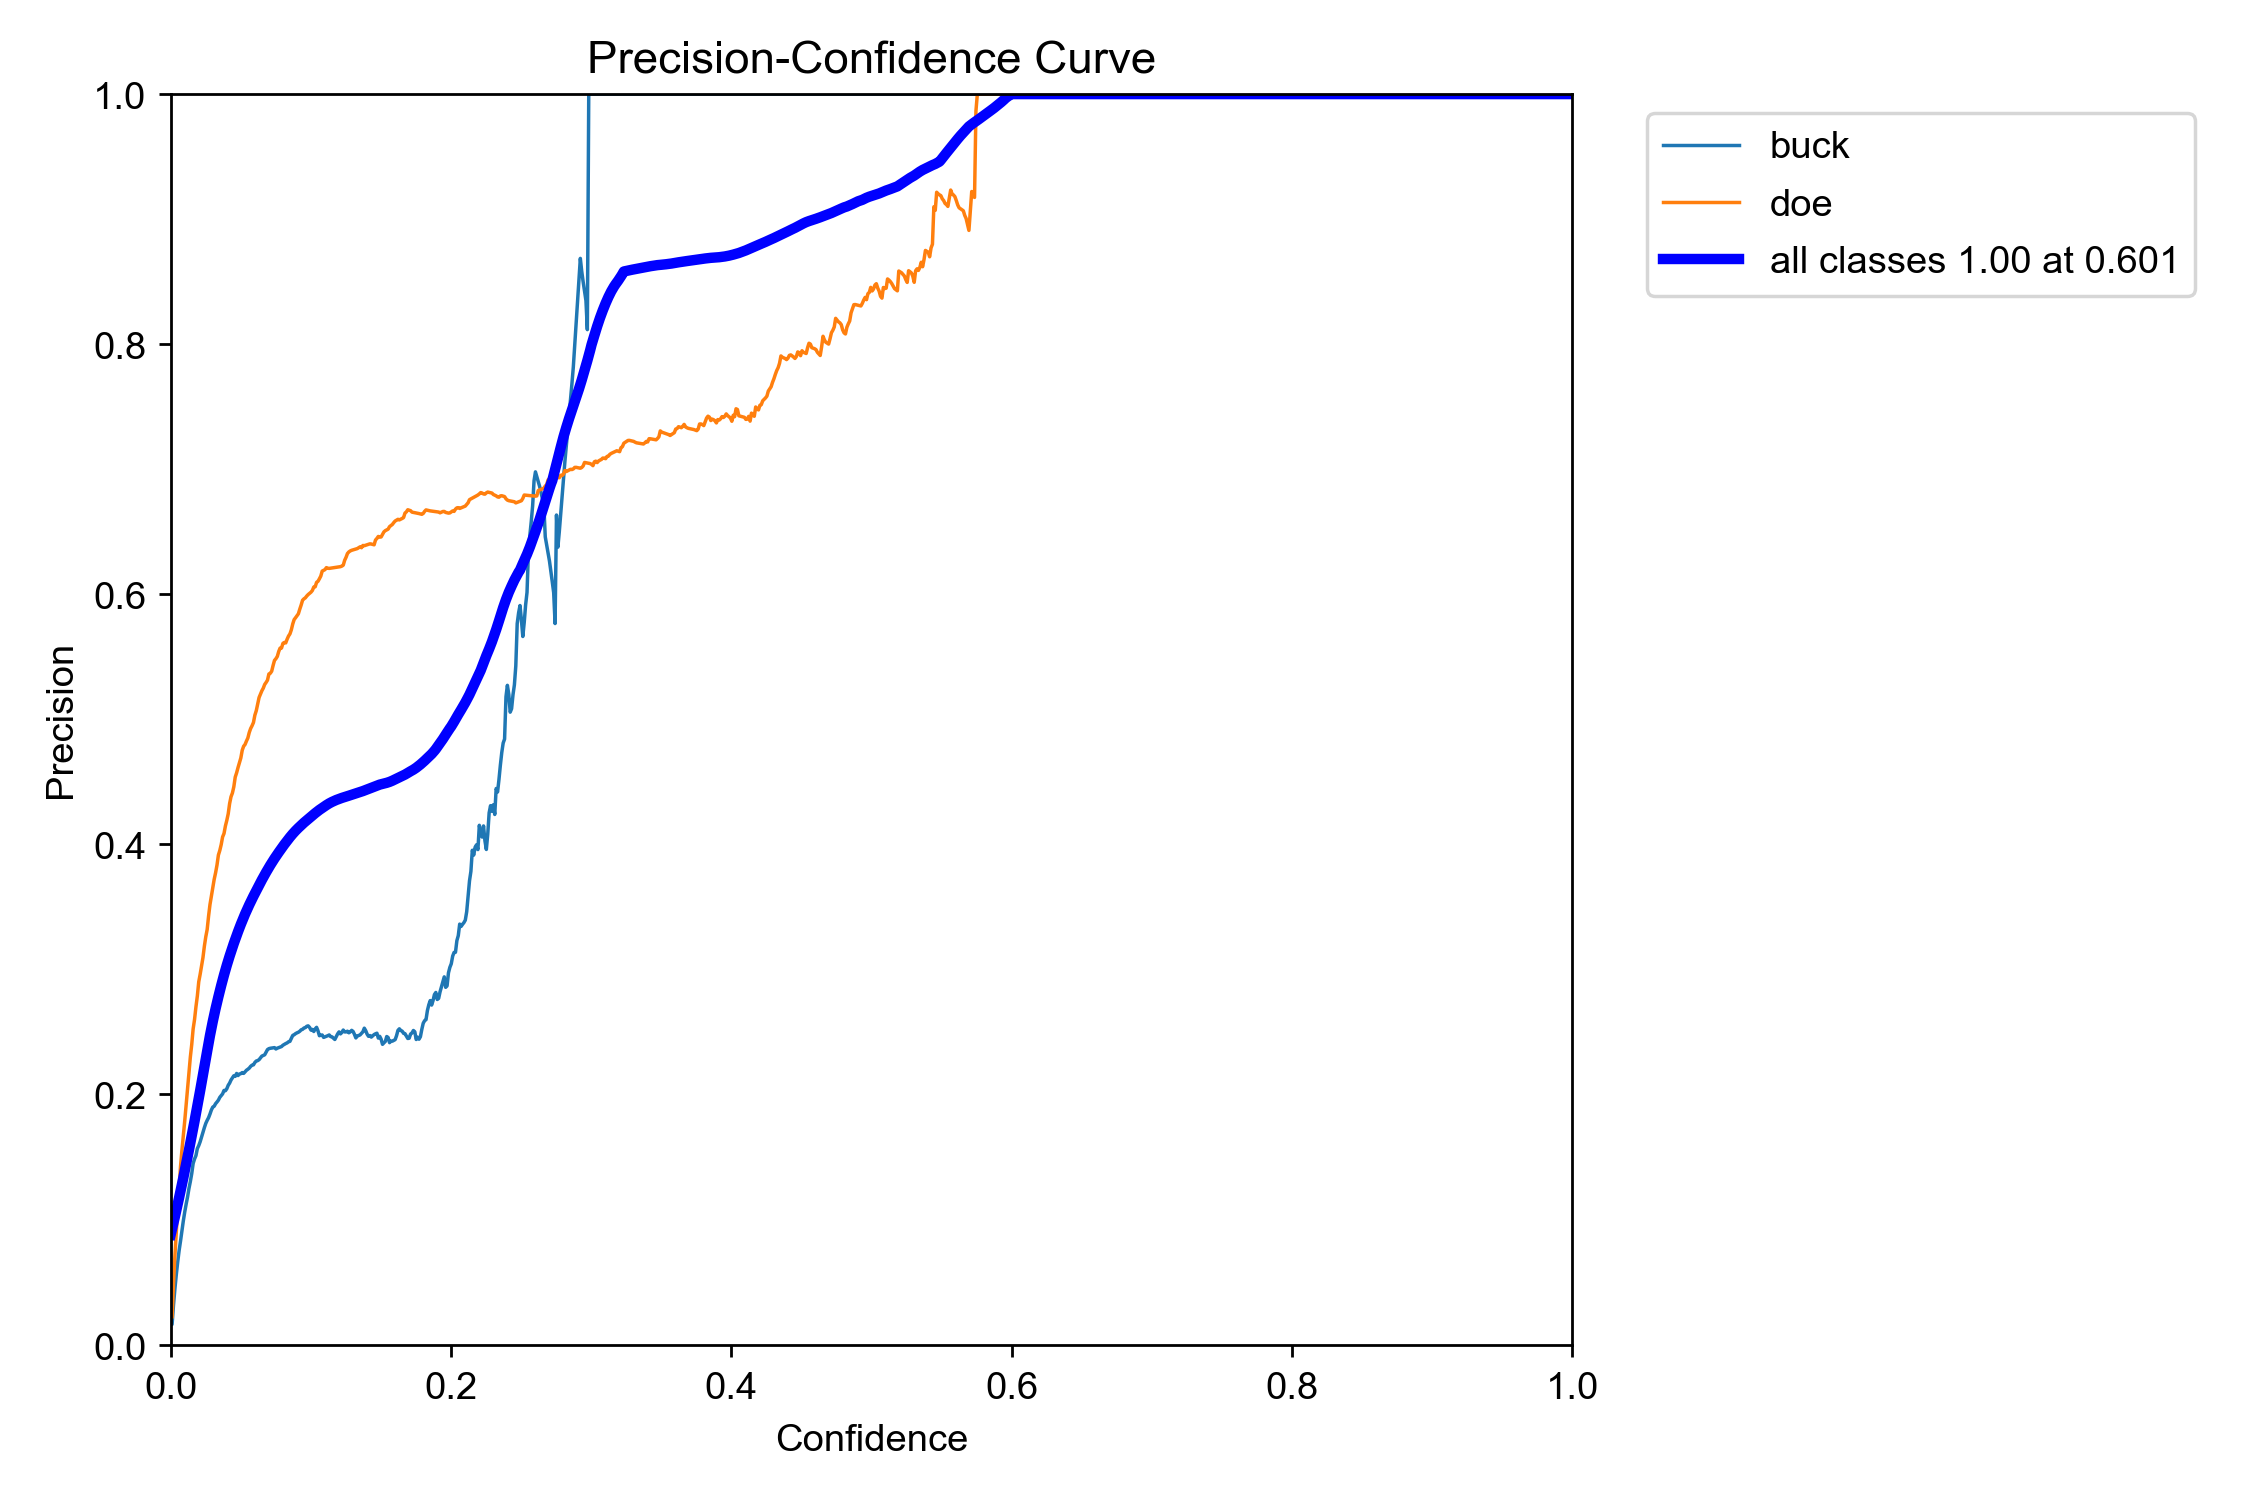 Precision-Confidence Curve
1.0
0.8
0.6
0.4
0.2
0.0
Precision
0.0 0.2 0.4 0.6 0.8 1.0
Confidence
buck
doe
all classes 1.00 at 0.601